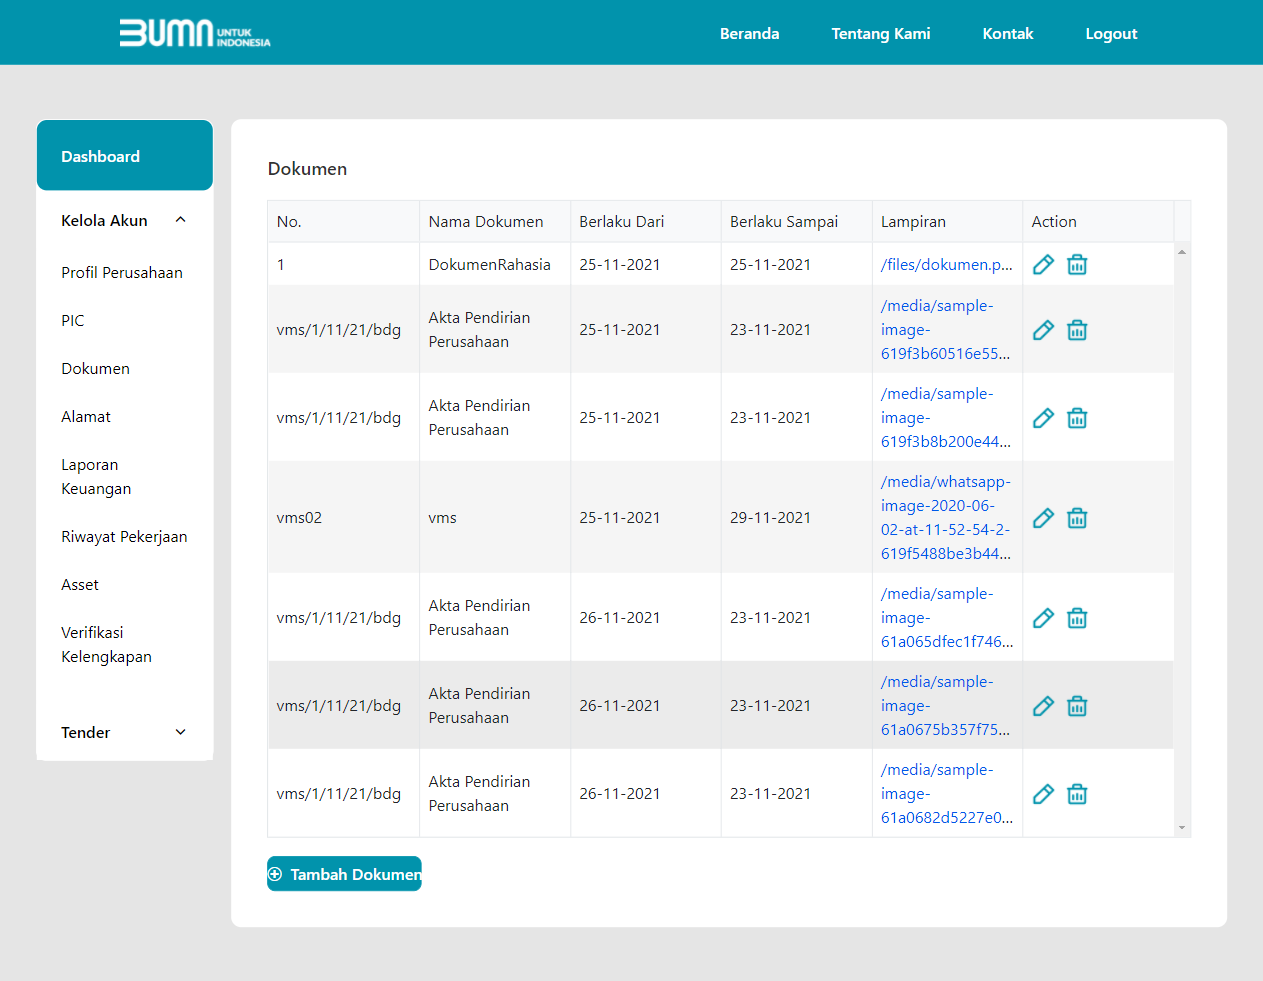 BUMN UNTUK INDONESIA
Beranda
Tentang Kami
Kontak
Logout
Dashboard
Kelola Akun
Profil Perusahaan
PIC
Dokumen
Alamat
Laporan
Keuangan
Riwayat Pekerjaan
Asset
Verifikasi
Kelengkapan
Tender
Dokumen
No.
Nama Dokumen
Berlaku Dari
Berlaku Sampai
Lampiran
Action
1
DokumenRahasia
25-11-2021
25-11-2021
/files/dokumen.p...
vms/1/11/21/bdg
Akta Pendirian
Perusahaan
25-11-2021
23-11-2021
/media/sample-
image-
619f3b60516e55...
vms/1/11/21/bdg
Akta Pendirian
Perusahaan
25-11-2021
23-11-2021
/media/sample-
image-
619f3b8b200e44...
vms02
vms
25-11-2021
29-11-2021
/media/whatsapp-
image-2020-06-
02-at-11-52-54-2-
619f5488be3b44...
vms/1/11/21/bdg
Akta Pendirian
Perusahaan
26-11-2021
23-11-2021
/media/sample-
image-
61a065dfec1f746...
vms/1/11/21/bdg
Akta Pendirian
Perusahaan
26-11-2021
23-11-2021
/media/sample-
image-
61a0675b357f75...
vms/1/11/21/bdg
Akta Pendirian
Perusahaan
26-11-2021
23-11-2021
/media/sample-
image-
61a0682d5227e0...
Tambah Dokumen